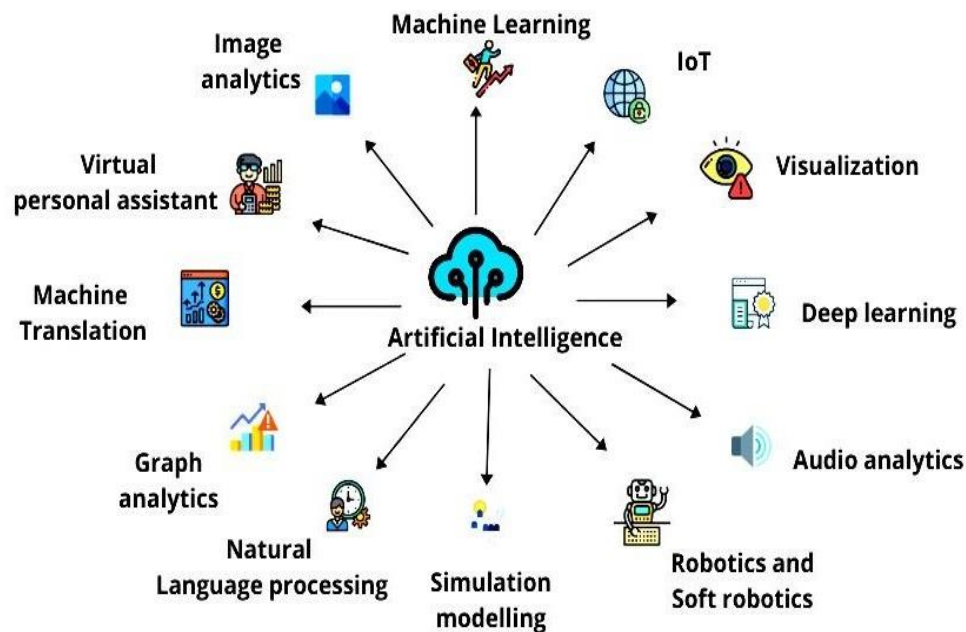 Machine Learning
Image
analytics
IoT
Virtual
personal assistant
Visualization
Machine
Translation
Artificial Intelligence
Deep learning
Graph
analytics
Audio analytics
Natural
Language processing
Simulation
modelling
Robotics and
Soft robotics